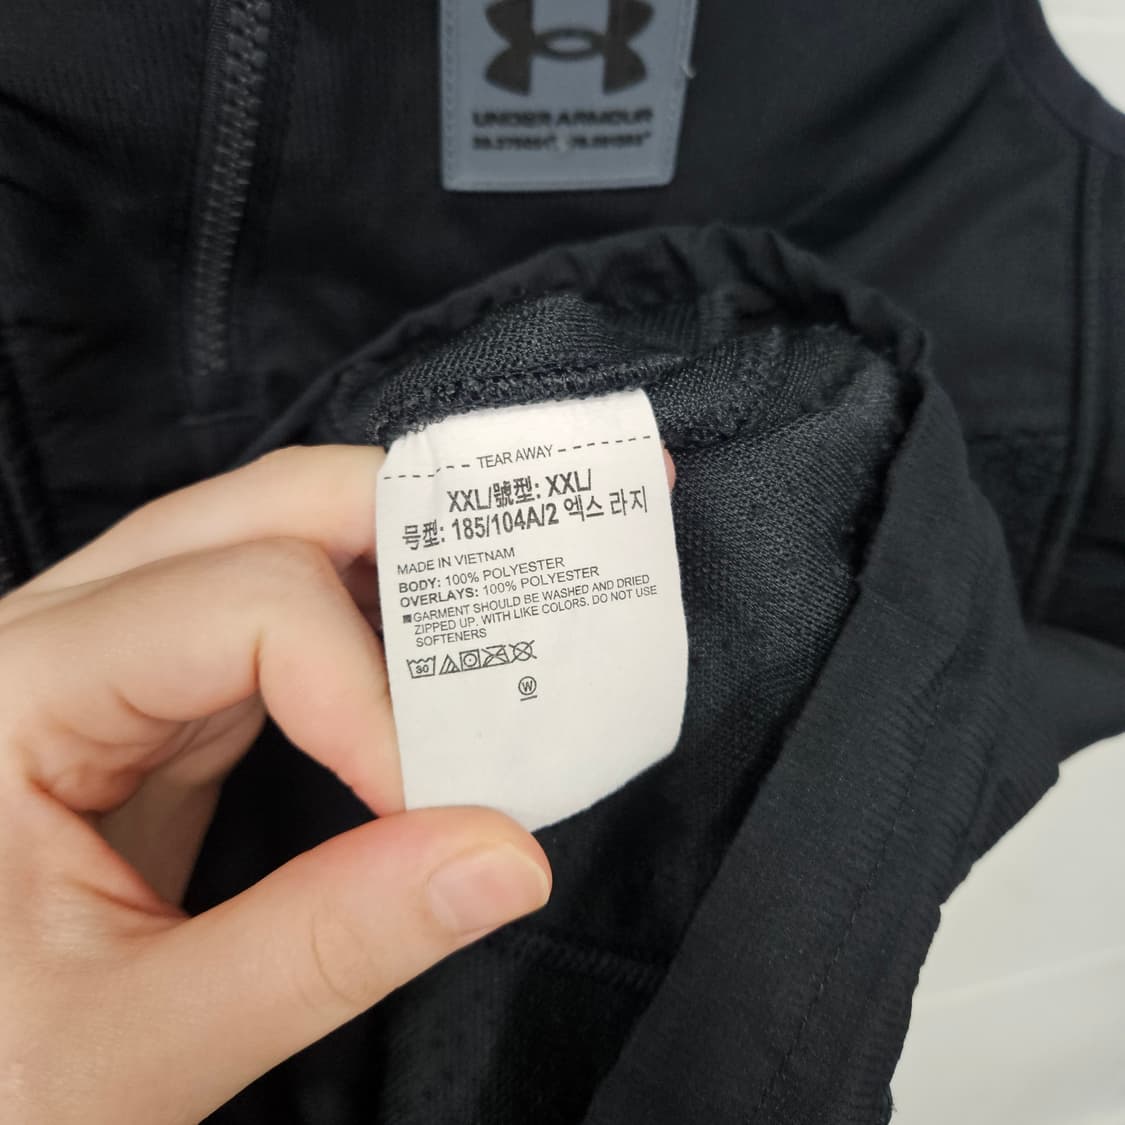 UNDER ARMOUR
TEAR AWAY
XXL/號型: XXL/
号型: 185/104A/2 엑스 라지
MADE IN VIETNAM
BODY: 100% POLYESTER
OVERLAYS: 100% POLYESTER
GARMENT SHOULD BE WASHED AND DRIED
ZIPPED UP. WITH LIKE COLORS. DO NOT USE
SOFTENERS
30
W